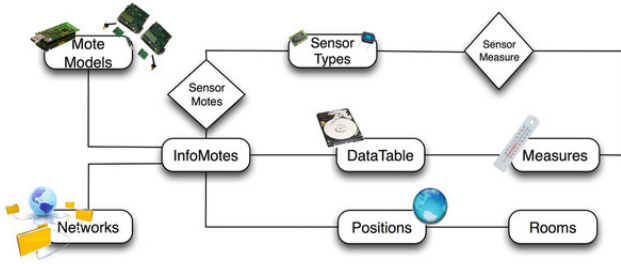 Mote
Models
Sensor
Types
Sensor
Measure
Sensor
Motes
InfoMotes
DataTable
Measures
Networks
Positions
Rooms